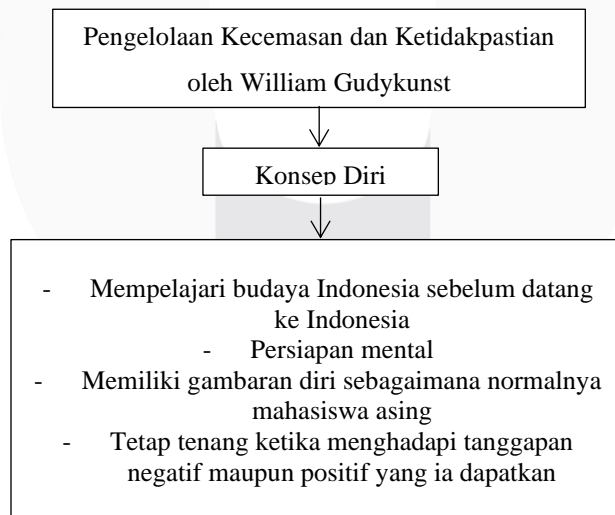 Pengelolaan Kecemasan dan Ketidakpastian
oleh William Gudykunst
Konsep Diri
- Mempelajari budaya Indonesia sebelum datang
ke Indonesia
- Persiapan mental
- Memiliki gambaran diri sebagaimana normalnya
mahasiswa asing
- Tetap tenang ketika menghadapi tanggapan
negatif maupun positif yang ia dapatkan